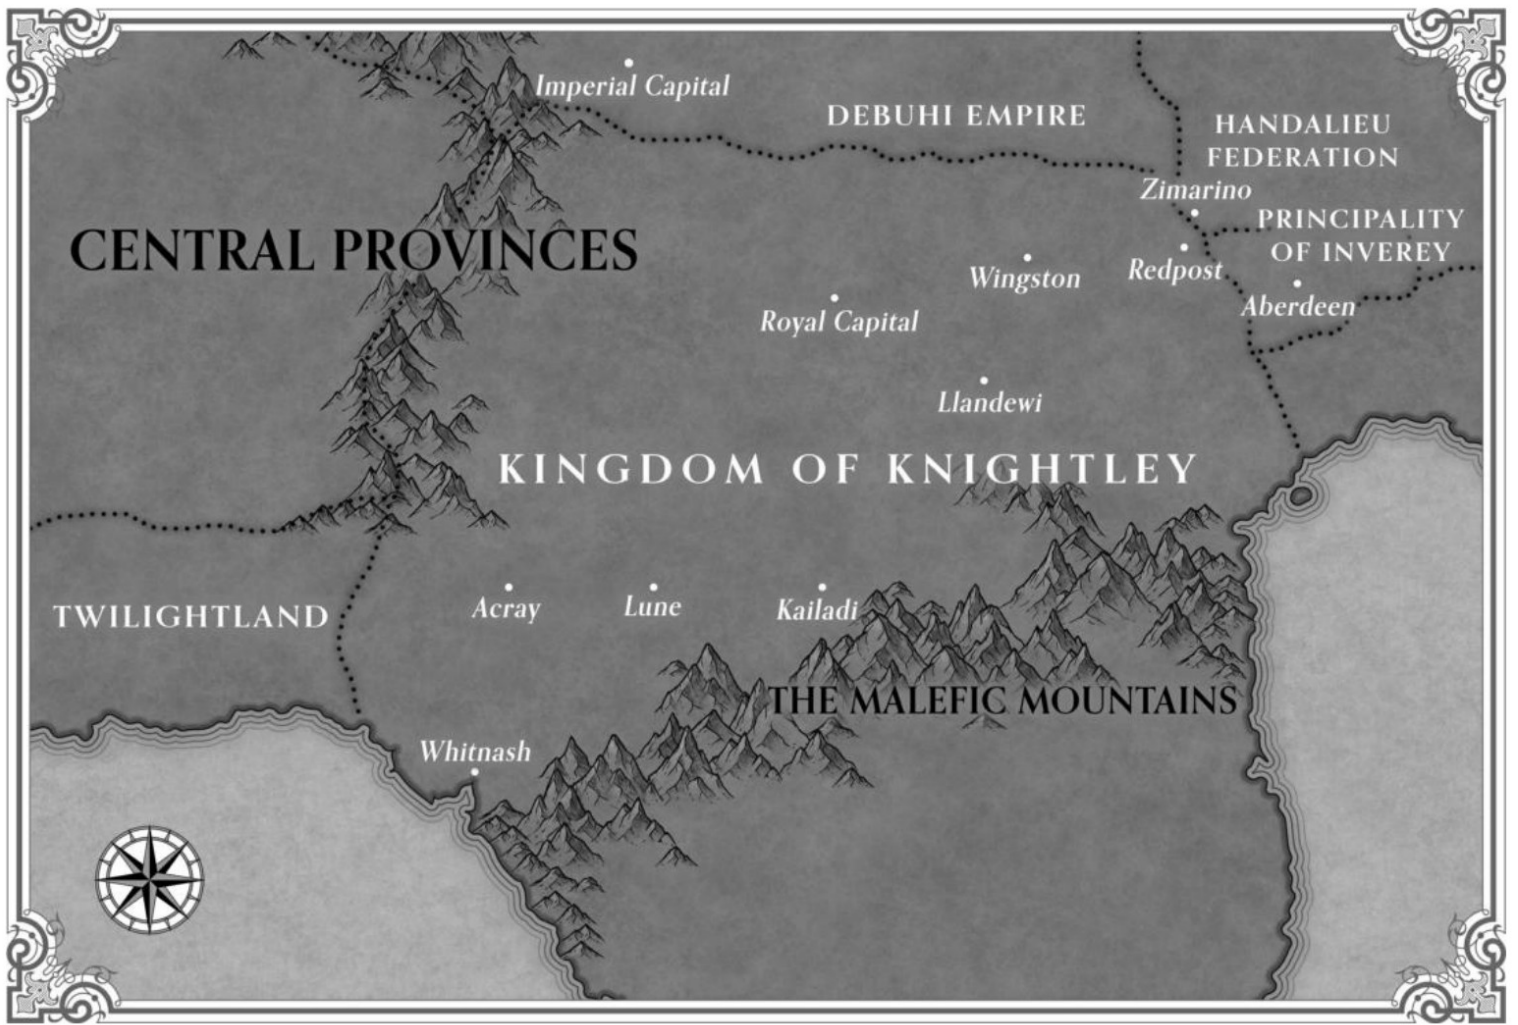 Imperial Capital
DEBUHI EMPIRE
HANDALIEU
FEDERATION
Zimarino
PRINCIPALITY
OF INVEREY
CENTRAL PROVINCES
Wingston
Redpost
Aberdeen
Royal Capital
Llandewi
KINGDOM OF KNIGHTLEY
TWILIGHTLAND
Acray
Lune
Kailadi
THE MALEFIC MOUNTAINS
Whitnash